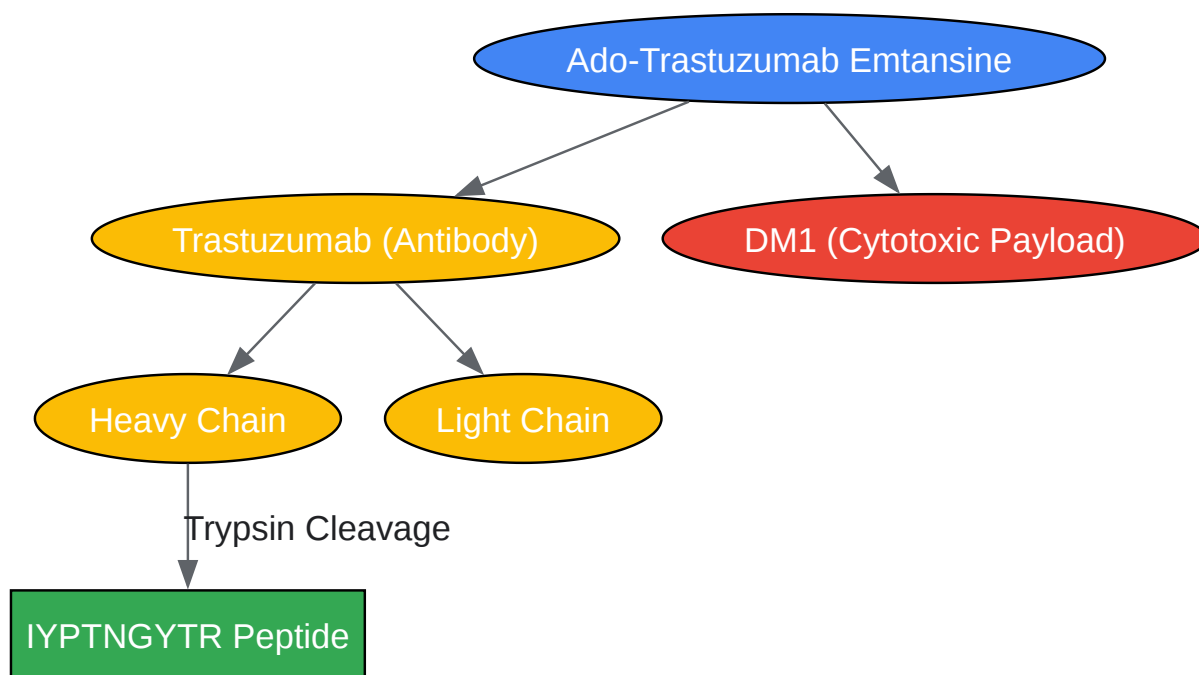 Ado-Trastuzumab Emtansine
Trastuzumab (Antibody)
DM1 (Cytotoxic Payload)
Heavy Chain
Light Chain
Trypsin Cleavage
IYPTNGYTR Peptide